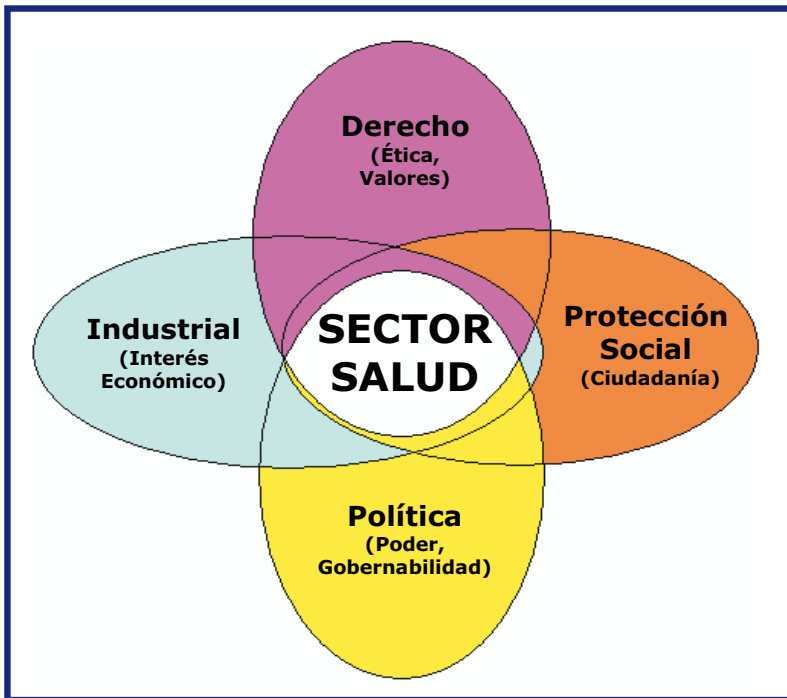 Derecho
(Ética,
Valores)
Industrial
(Interés
Económico)
SECTOR
SALUD
Protección
Social
(Ciudadanía)
Política
(Poder,
Gobernabilidad)